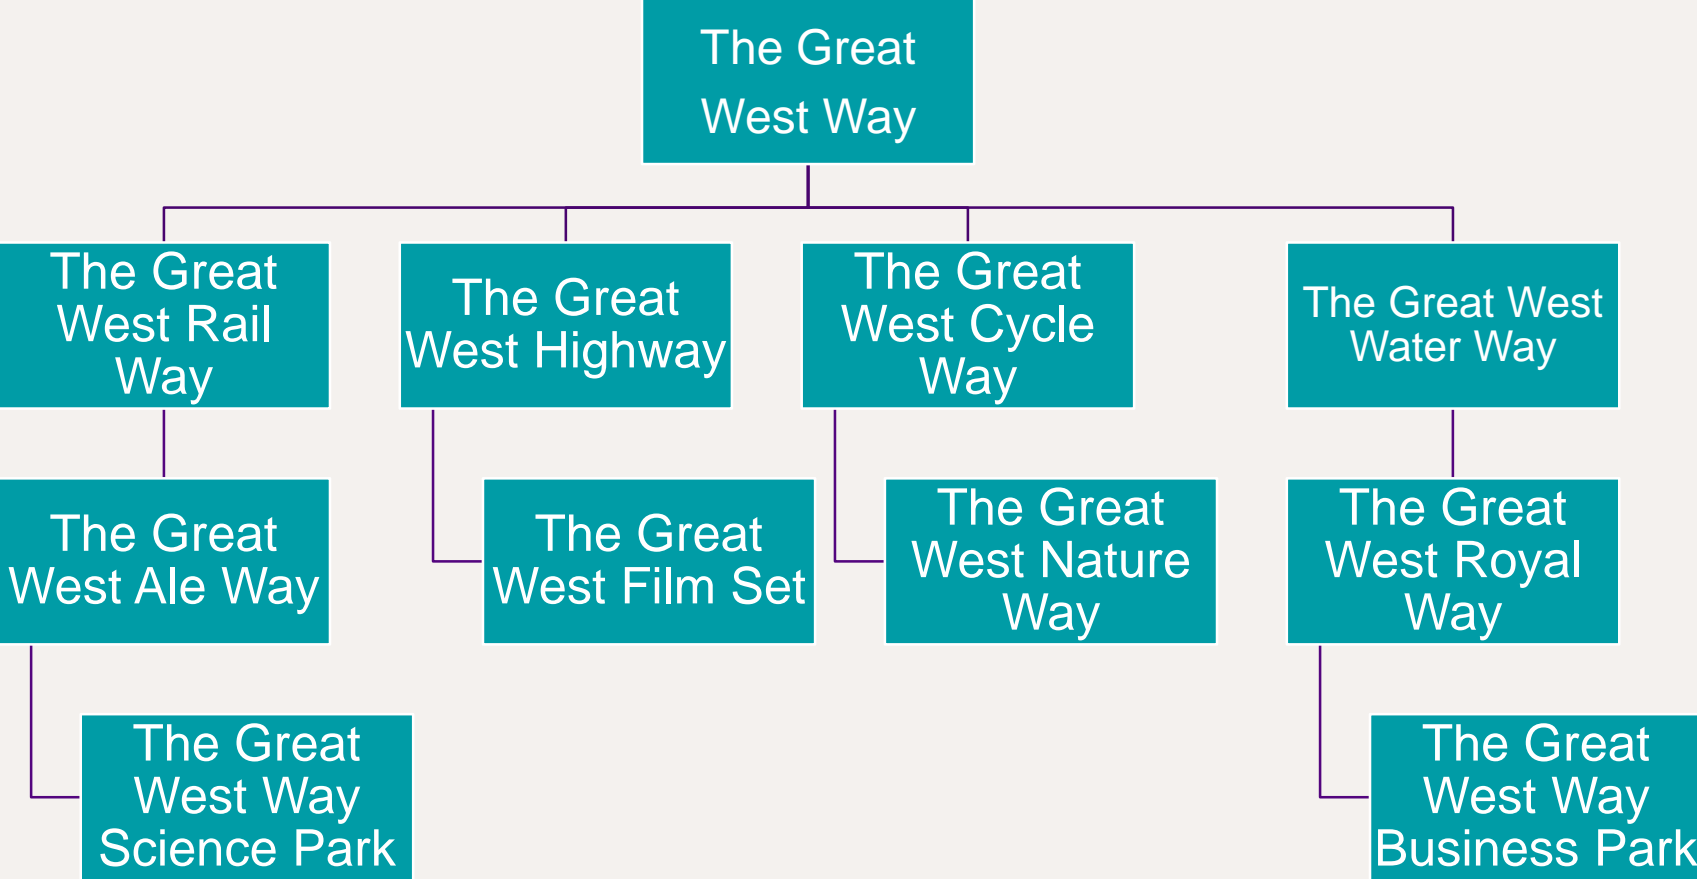 The Great
West Way
The Great
West Rail
Way
The Great
West Highway
The Great
West Cycle
Way
The Great West
Water Way
The Great
West Ale Way
The Great
West Film Set
The Great
West Nature
Way
The Great
West Royal
Way
The Great
West Way
Science Park
The Great
West Way
Business Park